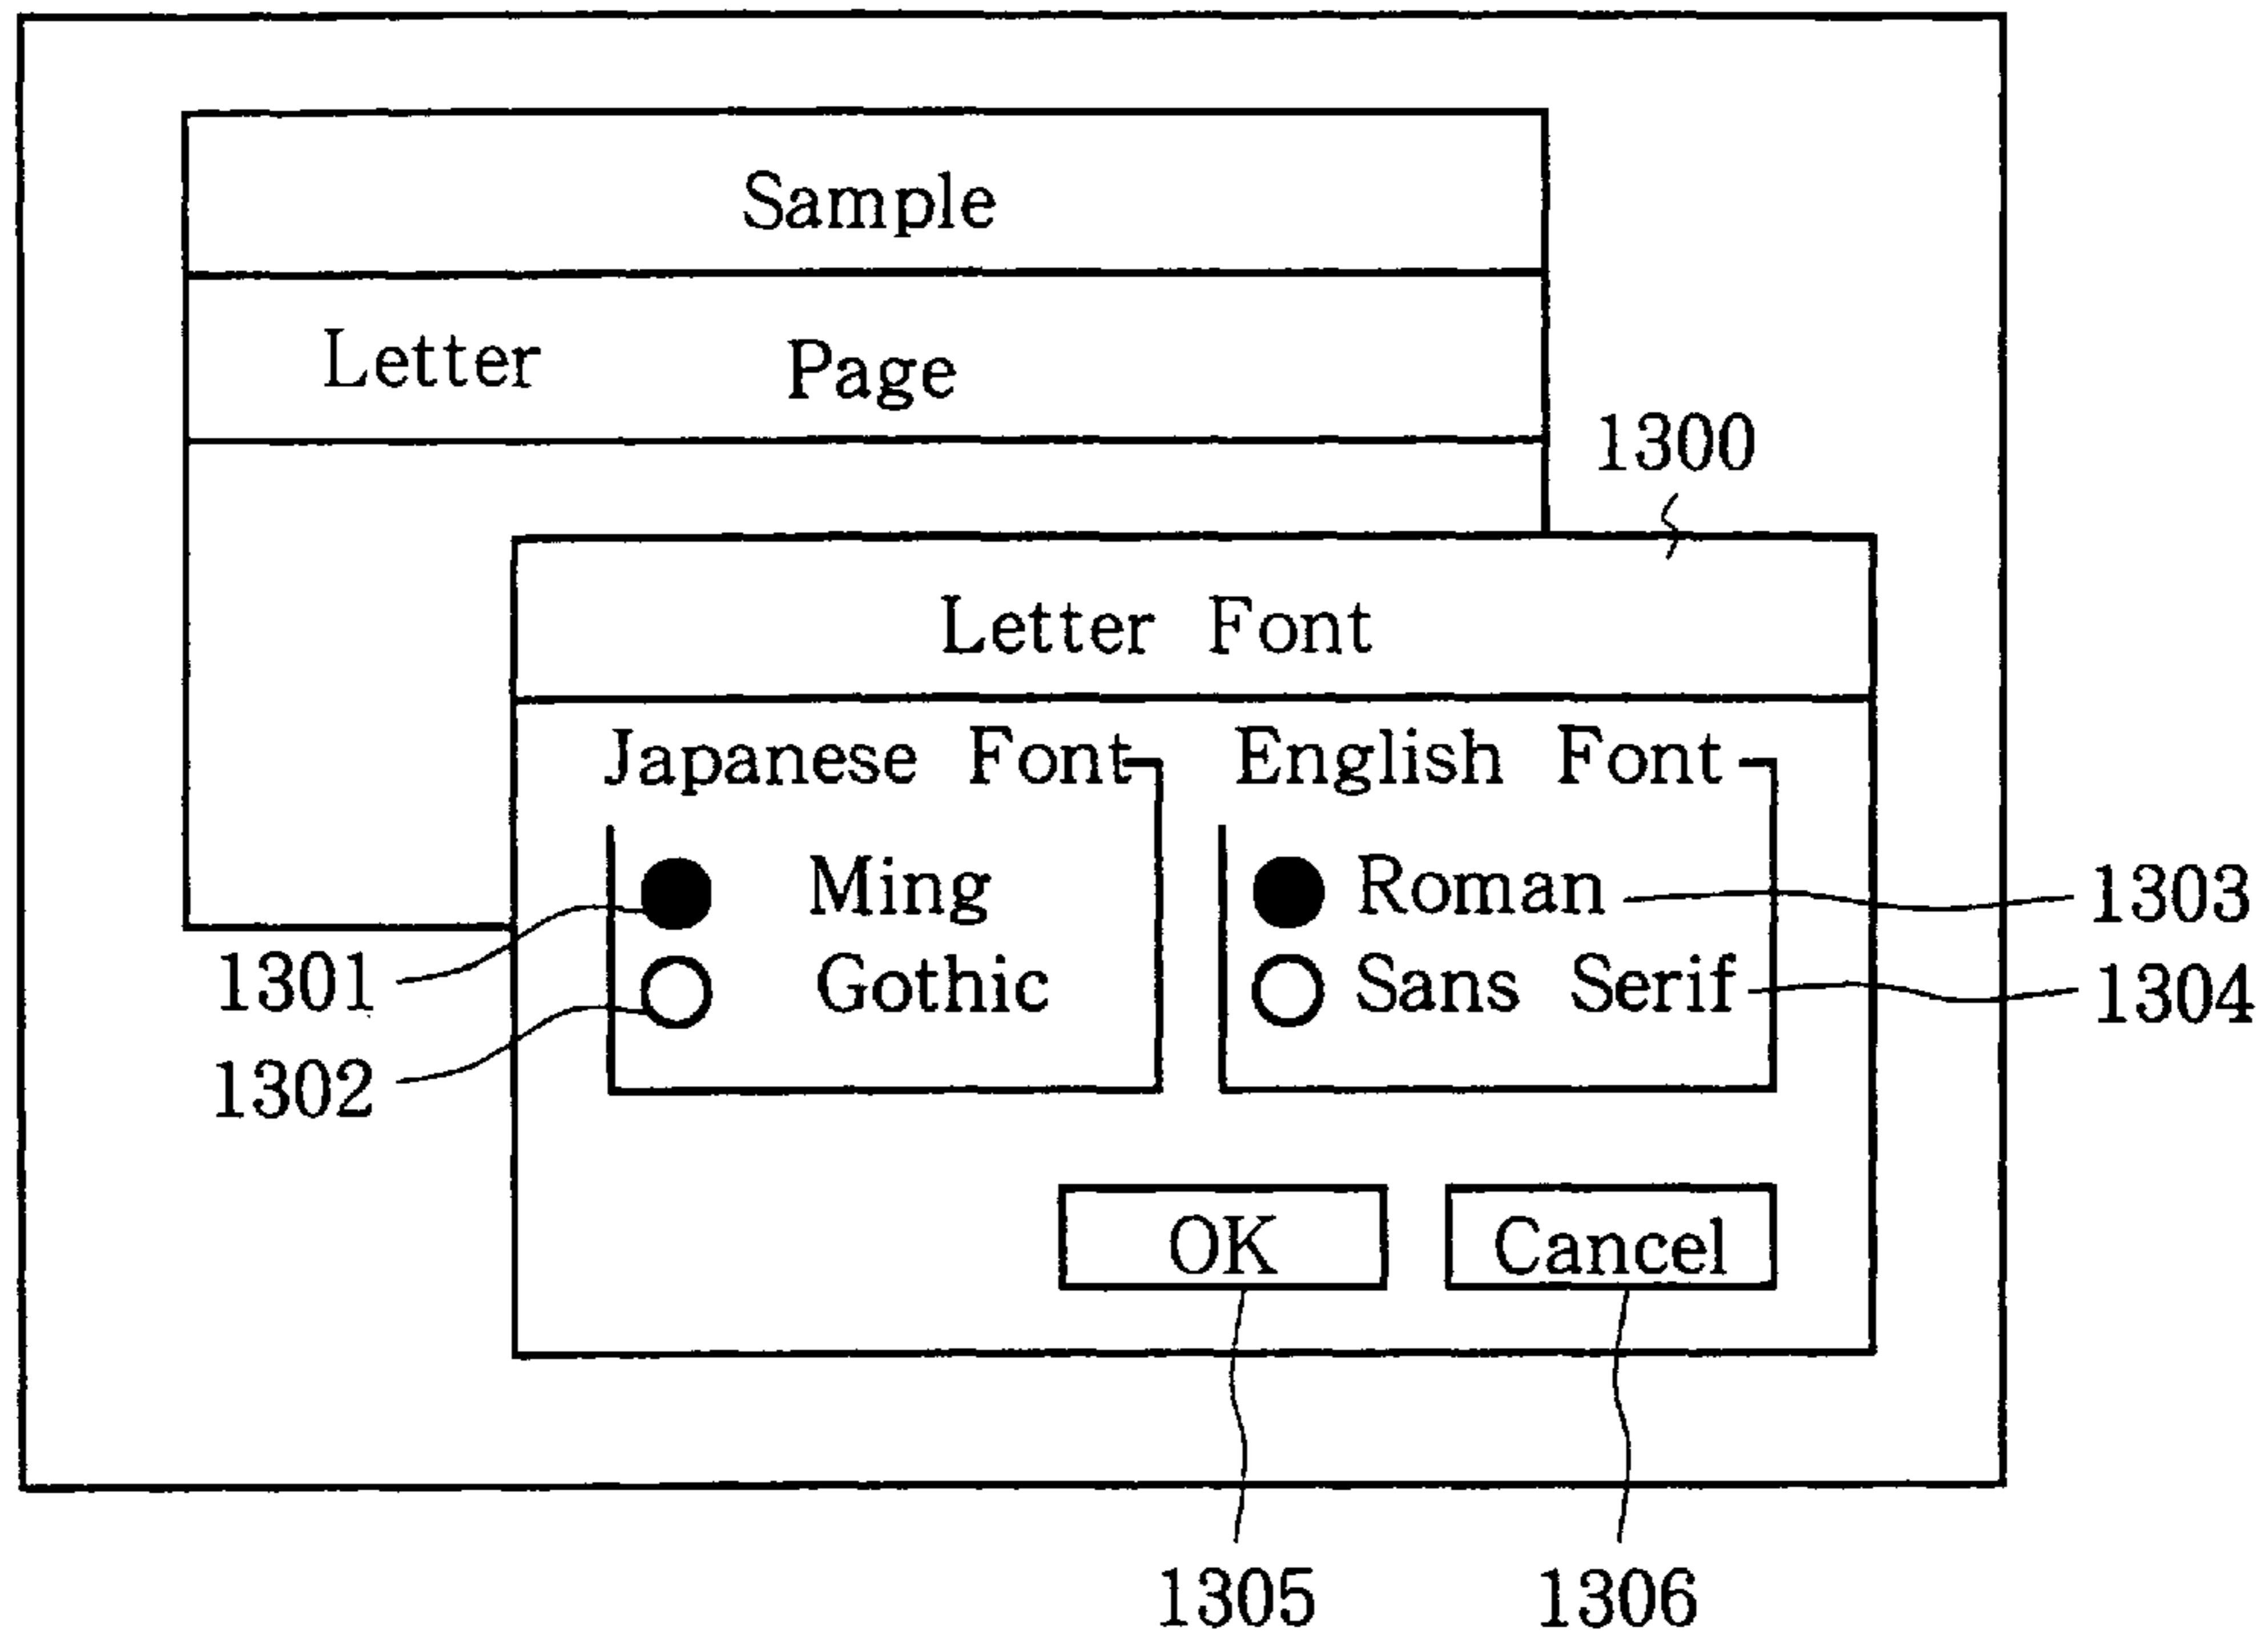 Sample
Letter Page
1300
Letter Font
Japanese Font English Font
Ming Roman 1303
1301 Gothic Sans Serif 1304
1302
OK Cancel
1305 1306